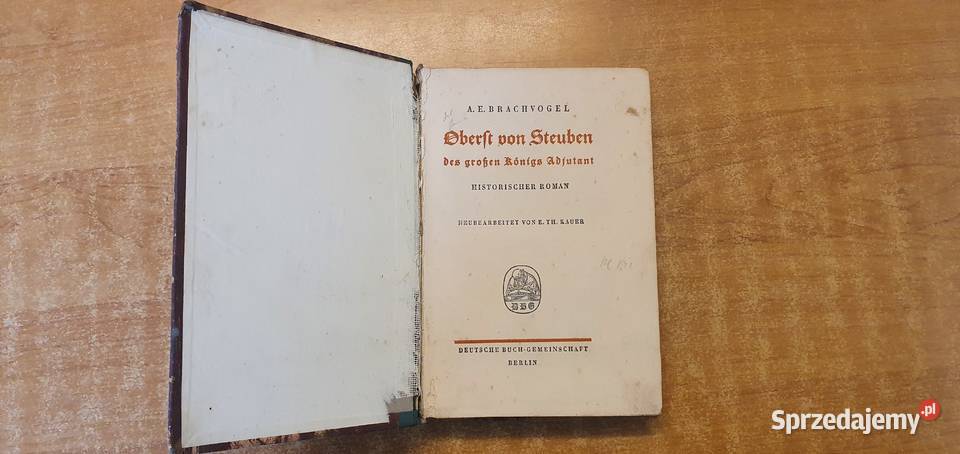 A. E. BRACHVOGEL
Oberst von Steuben
des großen Königs Adjutant
HISTORISCHER ROMAN
NEUBEARBEITET VON E. TH. KAUER
DBG
DEUTSCHE BUCH-GEMEINSCHAFT
BERLIN
Sprzedajemy.pl